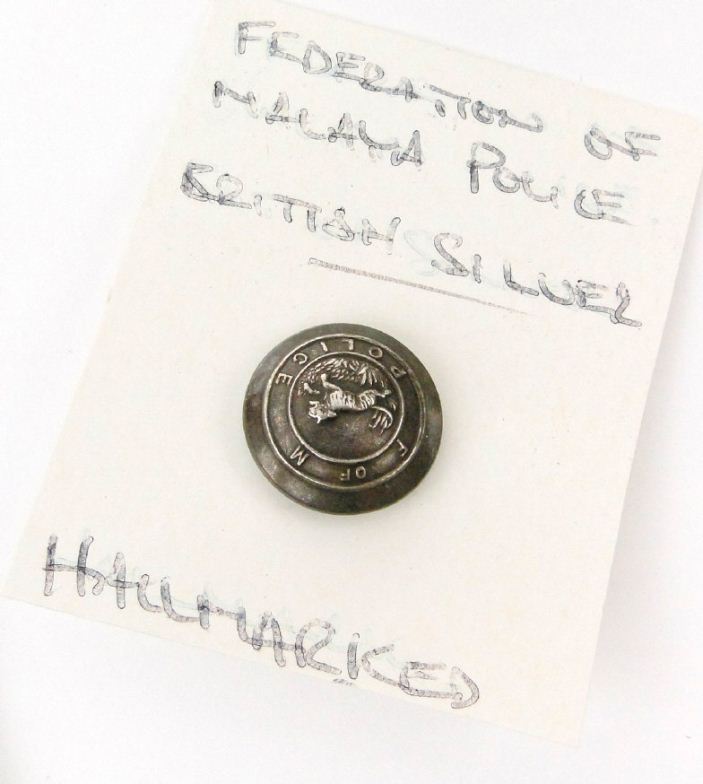 FEDERATION OF
MALAYA POLICE
BRITISH SILVER
POLICE
F OF M
HALLMARKED